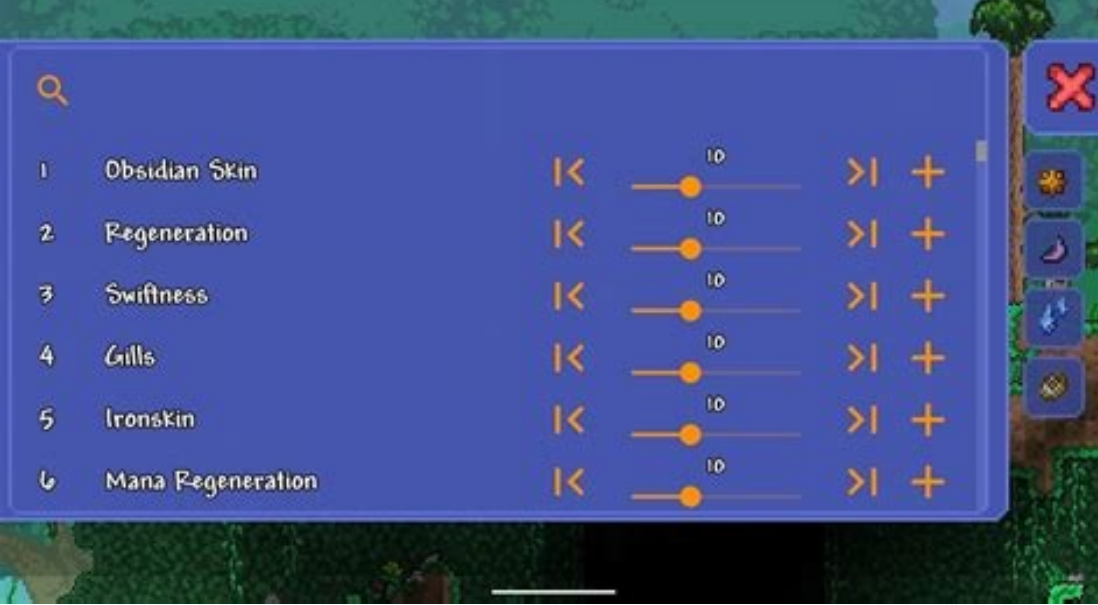 10
1 Obsidian Skin
10
2 Regeneration
10
3 Swiftness
10
4 Gills
10
5 Ironskin
10
6 Mana Regeneration